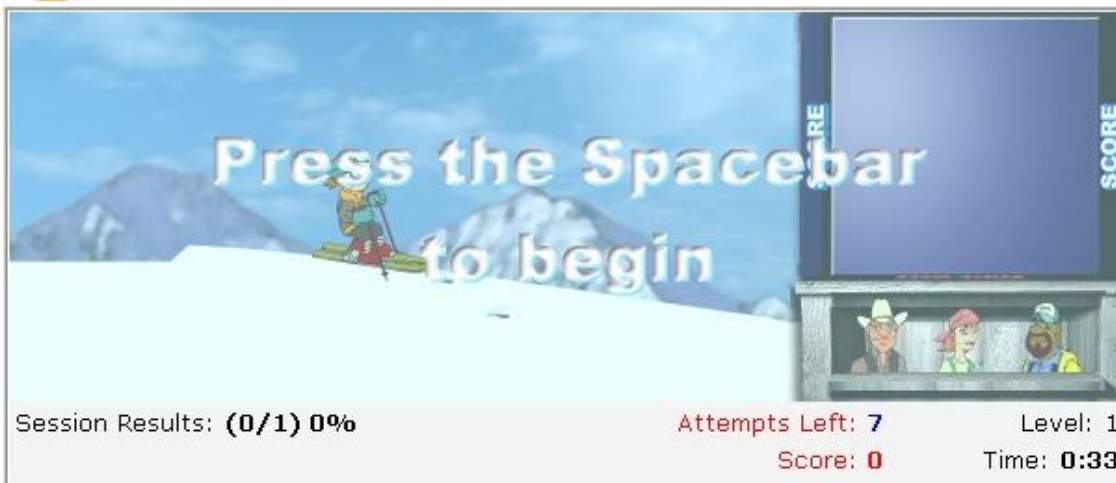 Press the Spacebar
to begin
SCORE
SCORE
Session Results: (0/1) 0%
Attempts Left: 7
Level: 1
Score: 0
Time: 0:33